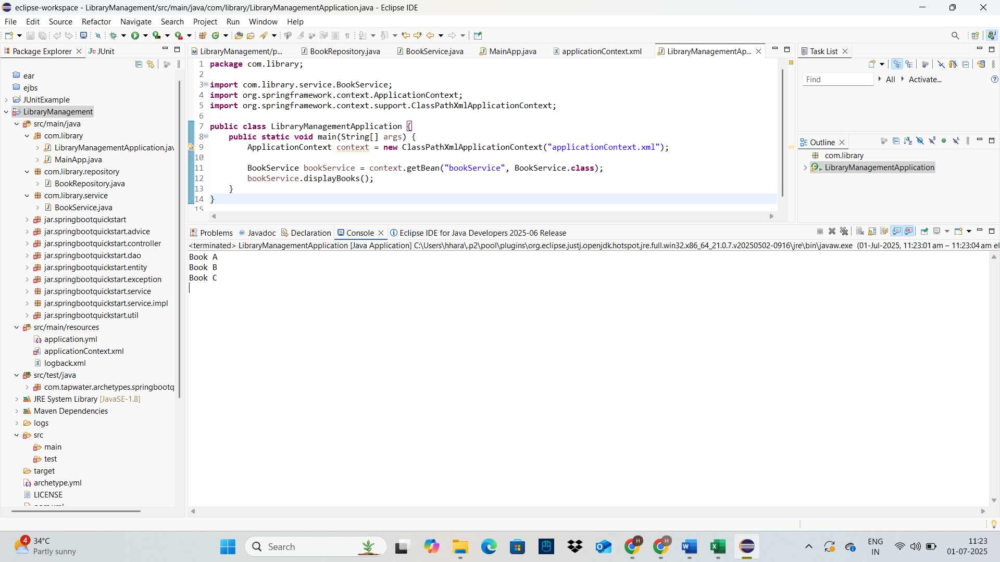 eclipse-workspace - LibraryManagement/src/main/java/com/library/LibraryManagementApplication.java - Eclipse IDE
File Edit Source Refactor Navigate Search Project Run Window Help
Package Explorer JUnit
ear
ejbs
JUnitExample
LibraryManagement
src/main/java
com.library
LibraryManagementApplication.jav
MainApp.java
com.library.repository
BookRepository.java
com.library.service
BookService.java
jar.springbootquickstart
jar.springbootquickstart.advice
jar.springbootquickstart.controller
jar.springbootquickstart.dao
jar.springbootquickstart.entity
jar.springbootquickstart.exception
jar.springbootquickstart.service
jar.springbootquickstart.service.impl
jar.springbootquickstart.util
src/main/resources
application.yml
applicationContext.xml
logback.xml
src/test/java
com.tapwater.archetypes.springbootq
JRE System Library [JavaSE-1.8]
Maven Dependencies
logs
src
main
test
target
archetype.yml
LICENSE
LibraryManagement/p... BookRepository.java BookService.java MainApp.java applicationContext.xml LibraryManagementAp...
1 package com.library;
2
3 import com.library.service.BookService;
4 import org.springframework.context.ApplicationContext;
5 import org.springframework.context.support.ClassPathXmlApplicationContext;
6
7 public class LibraryManagementApplication {
8     public static void main(String[] args) {
9         ApplicationContext context = new ClassPathXmlApplicationContext("applicationContext.xml");
10
11         BookService bookService = context.getBean("bookService", BookService.class);
12         bookService.displayBooks();
13     }
14 }
15
Task List
Find All Activate...
Outline
com.library
LibraryManagementApplication
Problems Javadoc Declaration Console Eclipse IDE for Java Developers 2025-06 Release
<terminated> LibraryManagementApplication [Java Application] C:\Users\hhara\.p2\pool\plugins\org.eclipse.justj.openjdk.hotspot.jre.full.win32.x86_64_21.0.7.v20250502-0916\jre\bin\javaw.exe (01-Jul-2025, 11:23:01 am – 11:23:04 am el
Book A
Book B
Book C
4
34°C
Partly sunny
Search
ENG
IN
11:23
01-07-2025